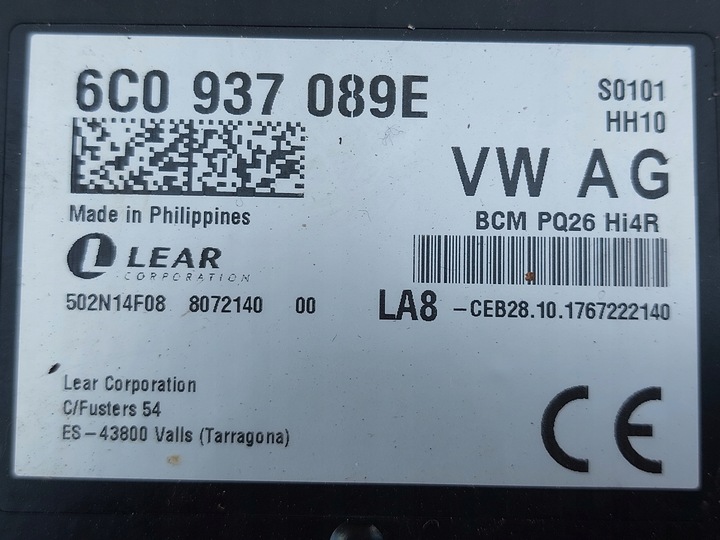 6C0 937 089E
S0101
HH10
VW AG
Made in Philippines
BCM PQ26 Hi4R
LEAR
CORPORATION
502N14F08 8072140 00
LA8 -CEB28.10.1767222140
Lear Corporation
C/Fusters 54
ES-43800 Valls (Tarragona)
CE